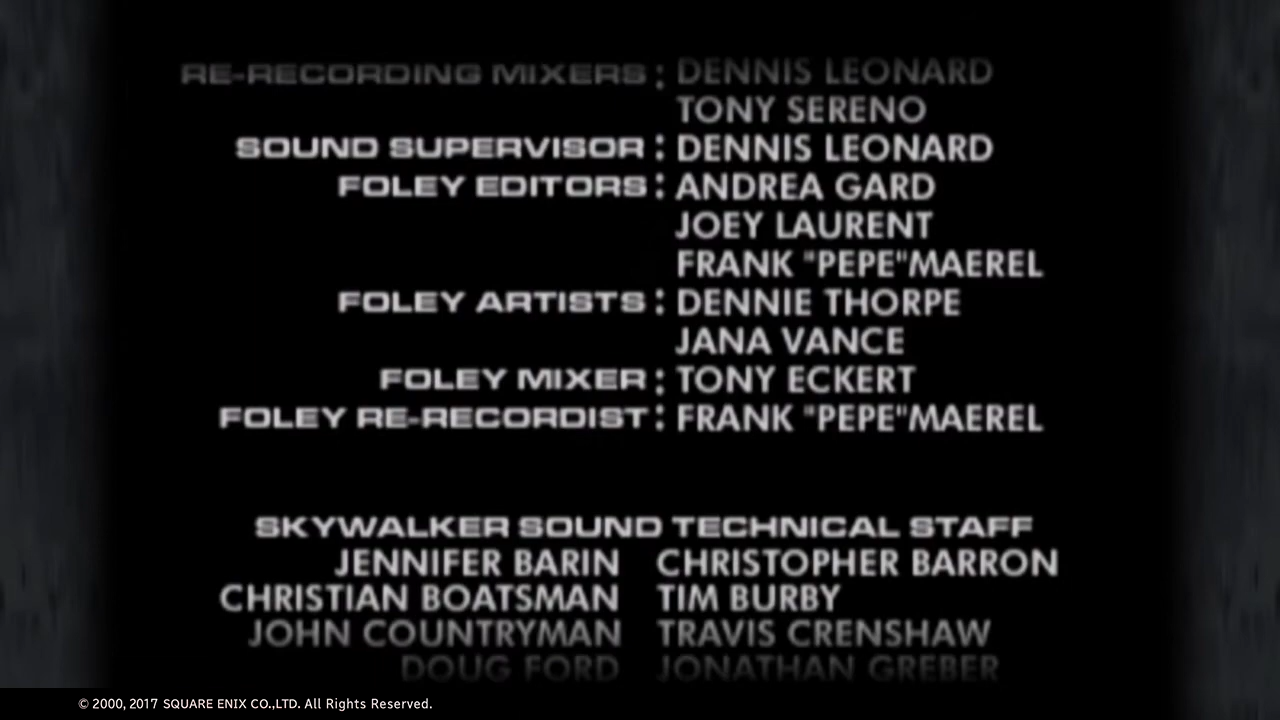 RE-RECORDING MIXERS : DENNIS LEONARD
TONY SERENO
SOUND SUPERVISOR : DENNIS LEONARD
FOLEY EDITORS : ANDREA GARD
JOEY LAURENT
FRANK "PEPE"MAEREL
FOLEY ARTISTS : DENNIE THORPE
JANA VANCE
FOLEY MIXER : TONY ECKERT
FOLEY RE-RECORDIST : FRANK "PEPE"MAEREL
SKYWALKER SOUND TECHNICAL STAFF
JENNIFER BARIN CHRISTOPHER BARRON
CHRISTIAN BOATSMAN TIM BURBY
JOHN COUNTRYMAN TRAVIS CRENSHAW
DOUG FORD JONATHAN GREBER
© 2000, 2017 SQUARE ENIX CO.,LTD. All Rights Reserved.